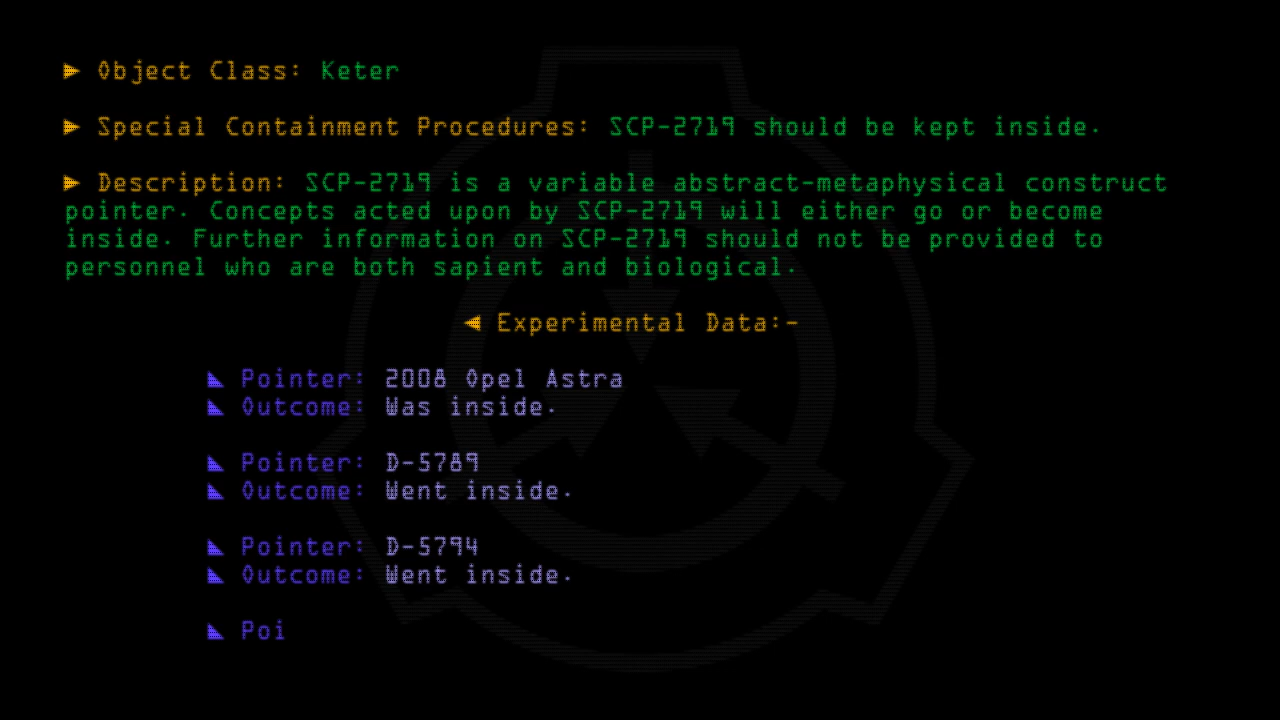 ► Object Class: Keter
► Special Containment Procedures: SCP-2719 should be kept inside.
► Description: SCP-2719 is a variable abstract-metaphysical construct
pointer. Concepts acted upon by SCP-2719 will either go or become
inside. Further information on SCP-2719 should not be provided to
personnel who are both sapient and biological.
◄ Experimental Data:-
◣ Pointer: 2008 Opel Astra
◣ Outcome: Was inside.
◣ Pointer: D-5789
◣ Outcome: Went inside.
◣ Pointer: D-5794
◣ Outcome: Went inside.
◣ Poi